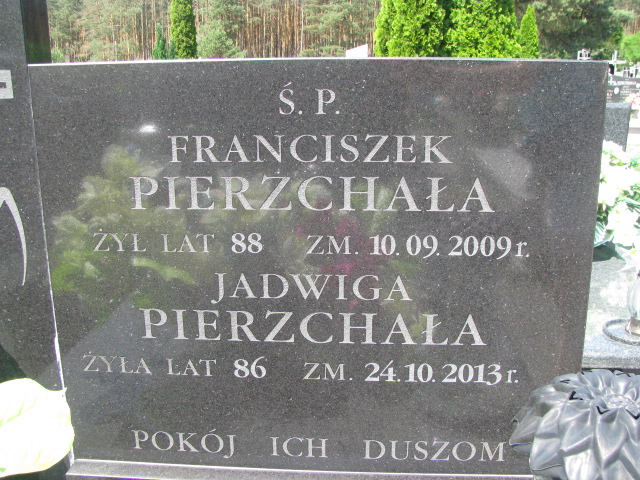 Ś. P.
FRANCISZEK
PIERZCHAŁA
ŻYŁ LAT 88 ZM. 10.09.2009 r.
JADWIGA
PIERZCHAŁA
ŻYŁA LAT 86 ZM. 24.10.2013 r.
POKÓJ ICH DUSZOM